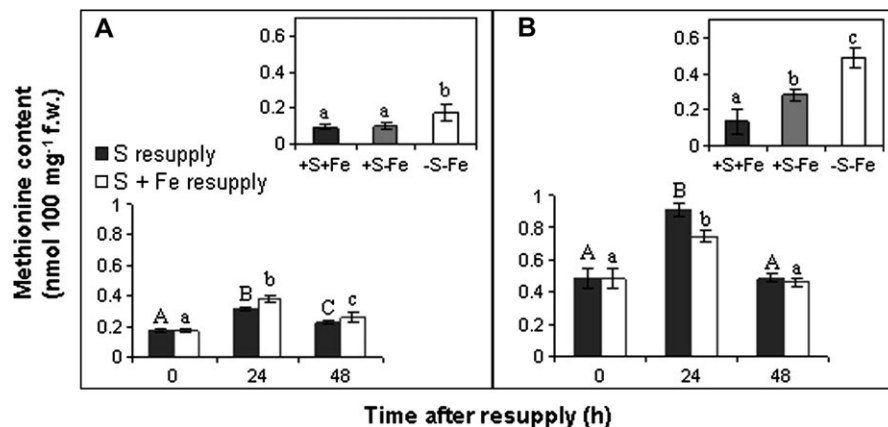 A
0.6
0.4
0.2
0
a
a
b
+S+Fe
+S-Fe
-S-Fe
S resupply
S + Fe resupply
Methionine content
(nmol 100 mg⁻¹ f.w.)
1
0.8
0.6
0.4
0.2
0
A
a
B
b
C
c
0
24
48
B
0.6
0.4
0.2
0
a
b
c
+S+Fe
+S-Fe
-S-Fe
1
0.8
0.6
0.4
0.2
0
A
a
B
b
A
a
0
24
48
Time after resupply (h)